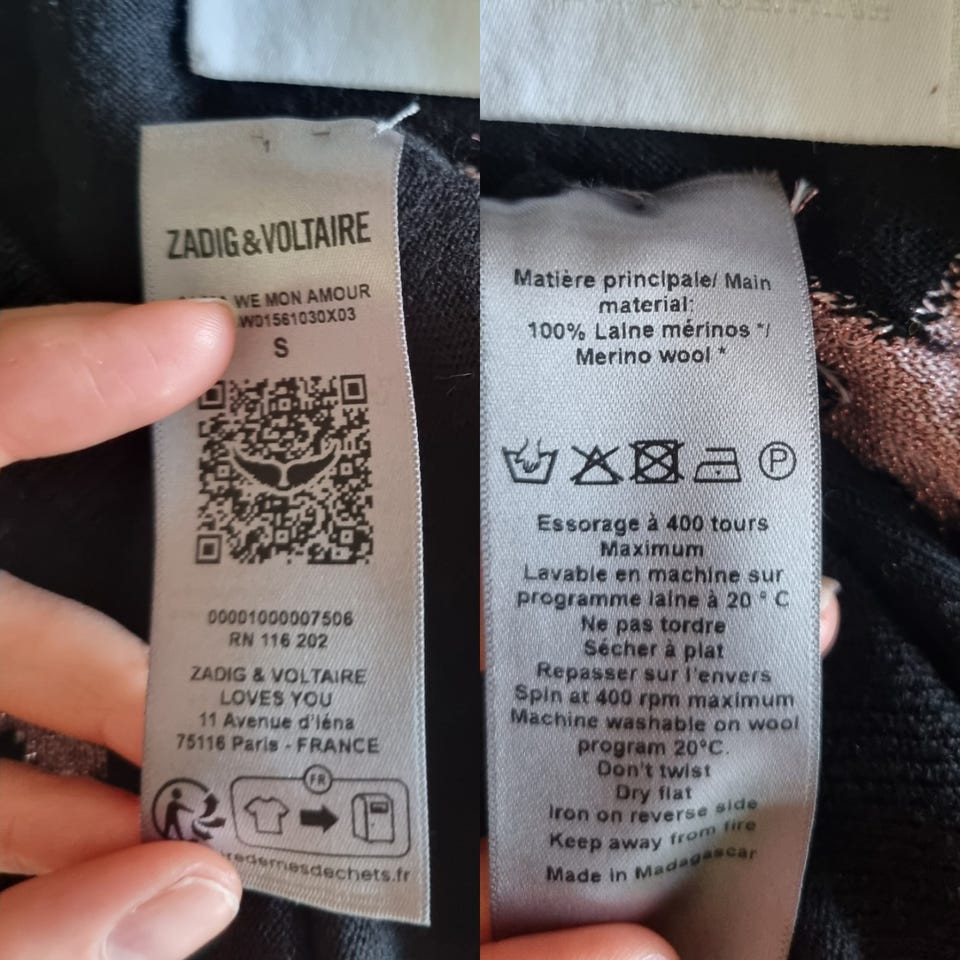 ZADIG&VOLTAIRE
WE MON AMOUR
W01561030X03
S
00001000007506
RN 116 202
ZADIG & VOLTAIRE
LOVES YOU
11 Avenue d'Iéna
75116 Paris - FRANCE
FR
redemesdechets.fr
Matière principale/ Main
material:
100% Laine mérinos */
Merino wool *
P
Essorage à 400 tours
Maximum
Lavable en machine sur
programme laine à 20 ° C
Ne pas tordre
Sécher à plat
Repasser sur l'envers
Spin at 400 rpm maximum
Machine washable on wool
program 20°C.
Don't twist
Dry flat
Iron on reverse side
Keep away from fire
Made in Madagascar